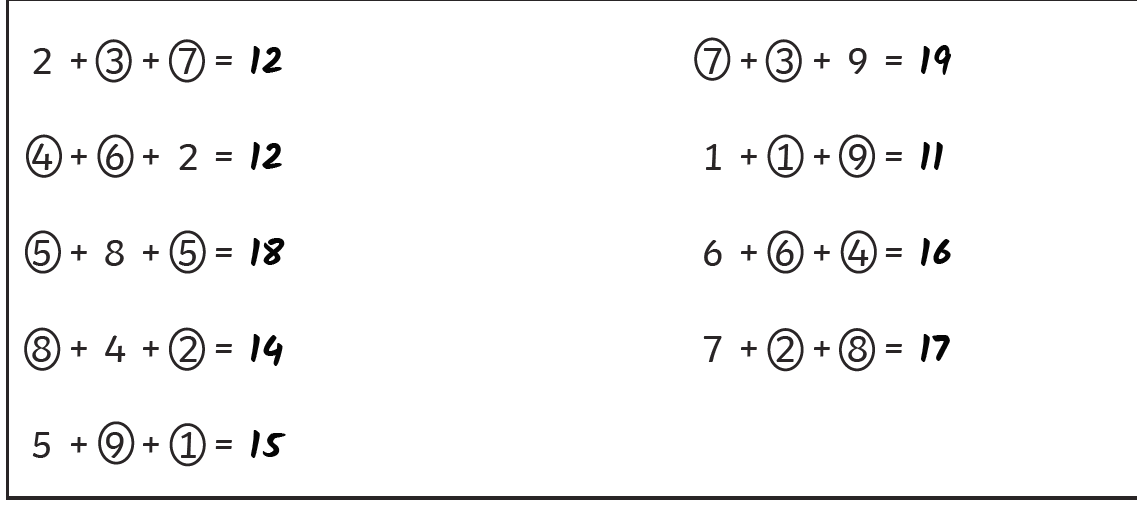 2 + 3 + 7 = 12
4 + 6 + 2 = 12
5 + 8 + 5 = 18
8 + 4 + 2 = 14
5 + 9 + 1 = 15
7 + 3 + 9 = 19
1 + 1 + 9 = 11
6 + 6 + 4 = 16
7 + 2 + 8 = 17